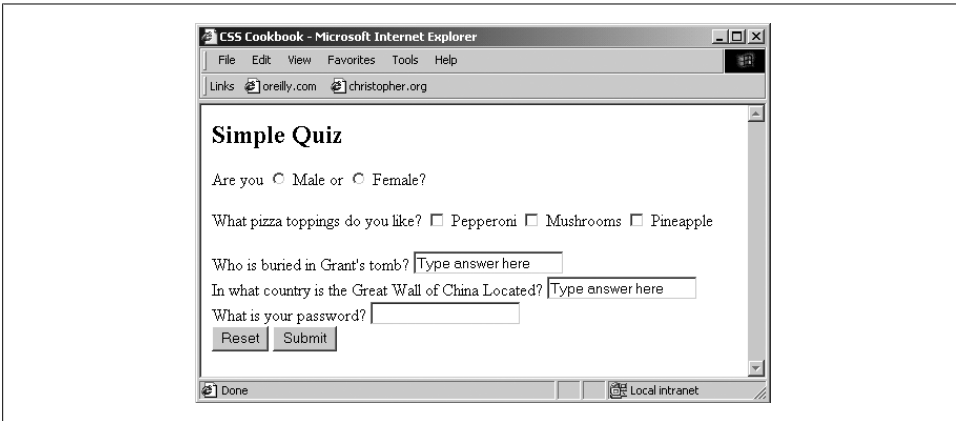 CSS Cookbook - Microsoft Internet Explorer
File Edit View Favorites Tools Help
Links oreilly.com christopher.org
Simple Quiz
Are you Male or Female?
What pizza toppings do you like? Pepperoni Mushrooms Pineapple
Who is buried in Grant's tomb? Type answer here
In what country is the Great Wall of China Located? Type answer here
What is your password?
Reset Submit
Done Local intranet